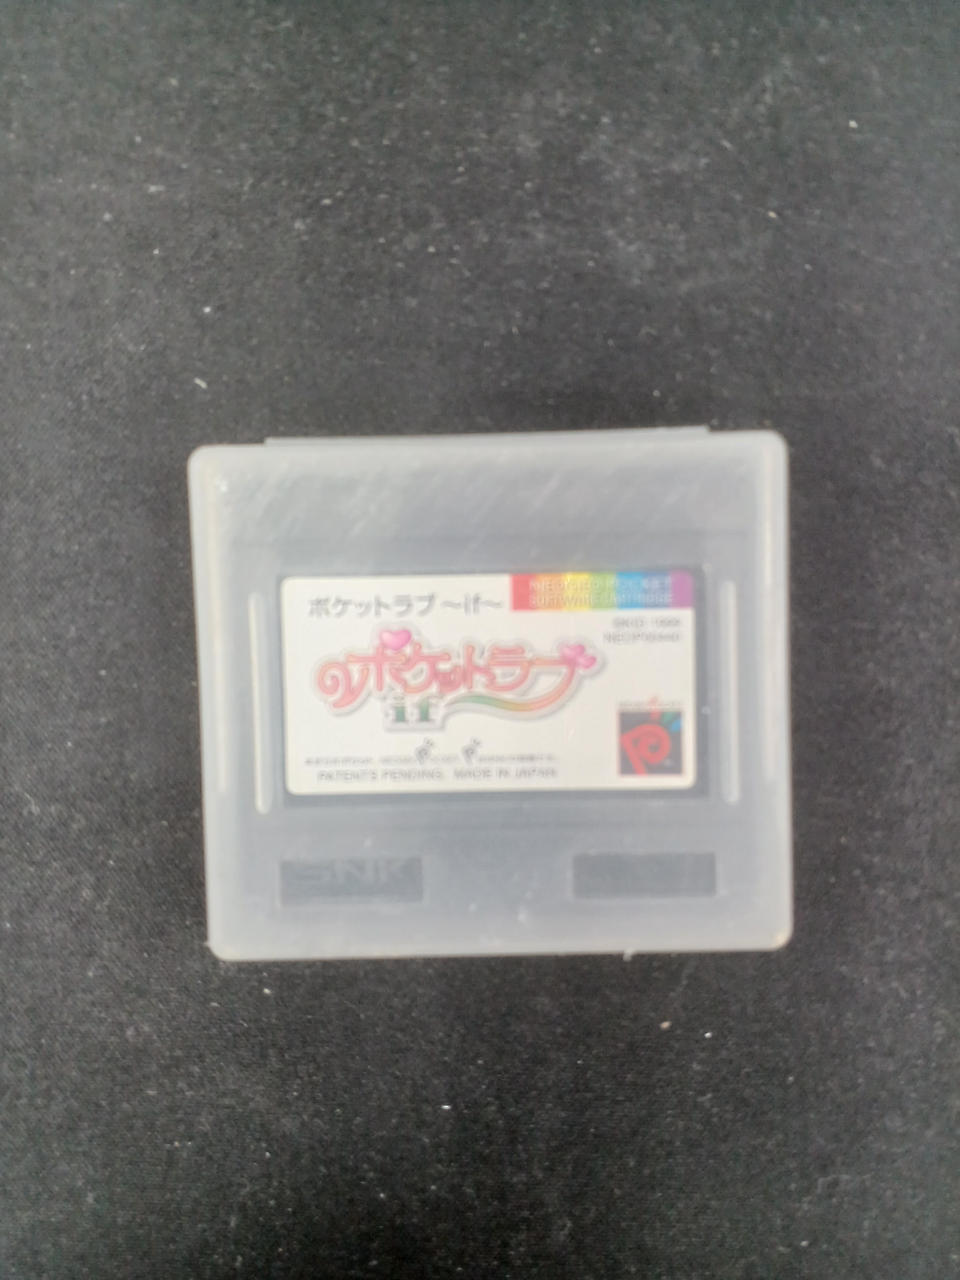 ポケットラブ ～if～
NEOGEO POCKET
SOFTWARE CARTRIDGE
ポケットラブ
if
PATENTS PENDING. MADE IN JAPAN
SNK